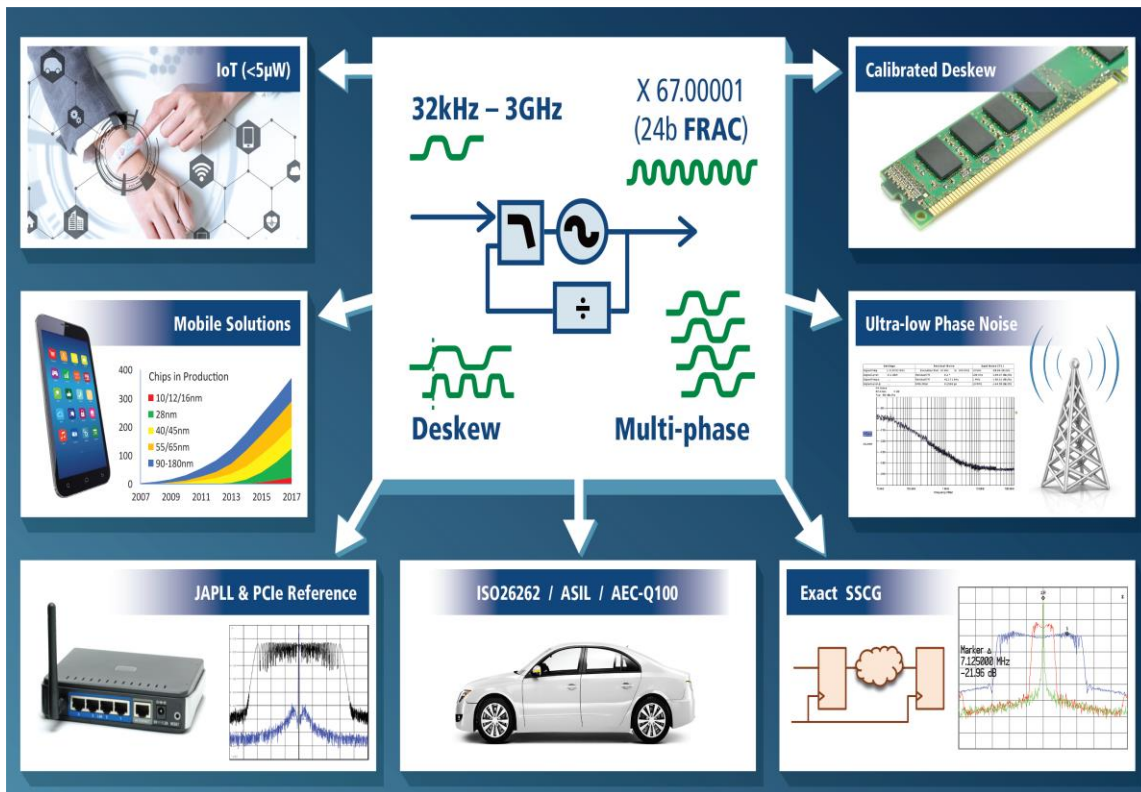 IoT (<5µW)
32kHz – 3GHz
X 67.00001
(24b FRAC)
÷
Deskew
Multi-phase
Calibrated Deskew
Mobile Solutions
Chips in Production
10/12/16nm
28nm
40/45nm
55/65nm
90-180nm
400
300
200
100
0
2007 2009 2011 2013 2015 2017
Ultra-low Phase Noise
JAPLL & PCIe Reference
ISO26262 / ASIL / AEC-Q100
Exact SSCG
Marker
7.125000 MHz
-21.96 dB